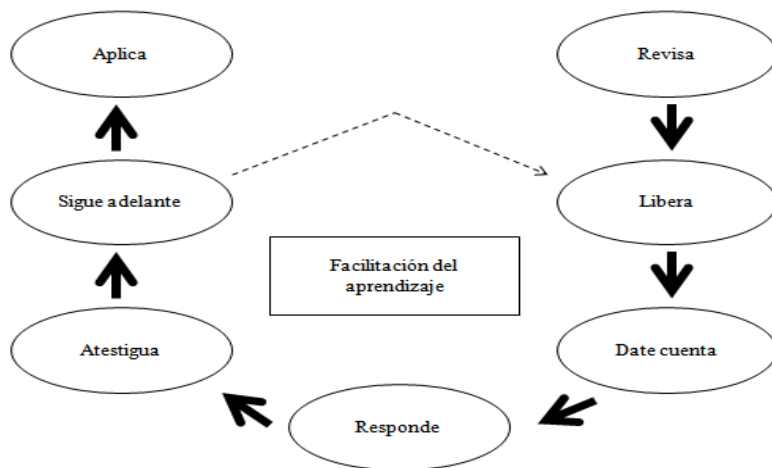 Aplica
Revisa
Sigue adelante
Libera
Facilitación del
aprendizaje
Atestigua
Date cuenta
Responde